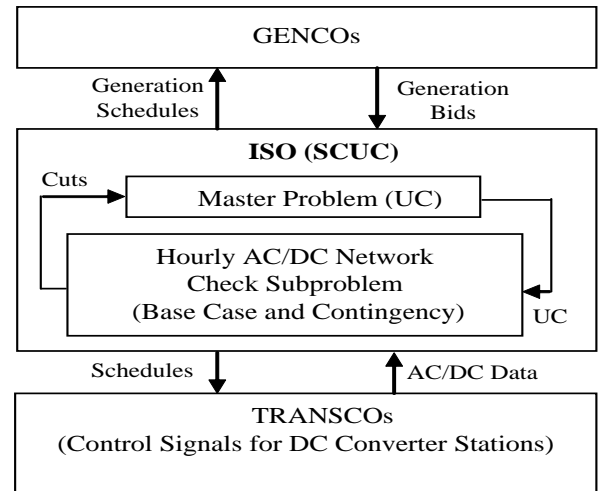 GENCOs
Generation
Schedules
Generation
Bids
ISO (SCUC)
Cuts
Master Problem (UC)
Hourly AC/DC Network
Check Subproblem
(Base Case and Contingency)
UC
Schedules
AC/DC Data
TRANSCOs
(Control Signals for DC Converter Stations)